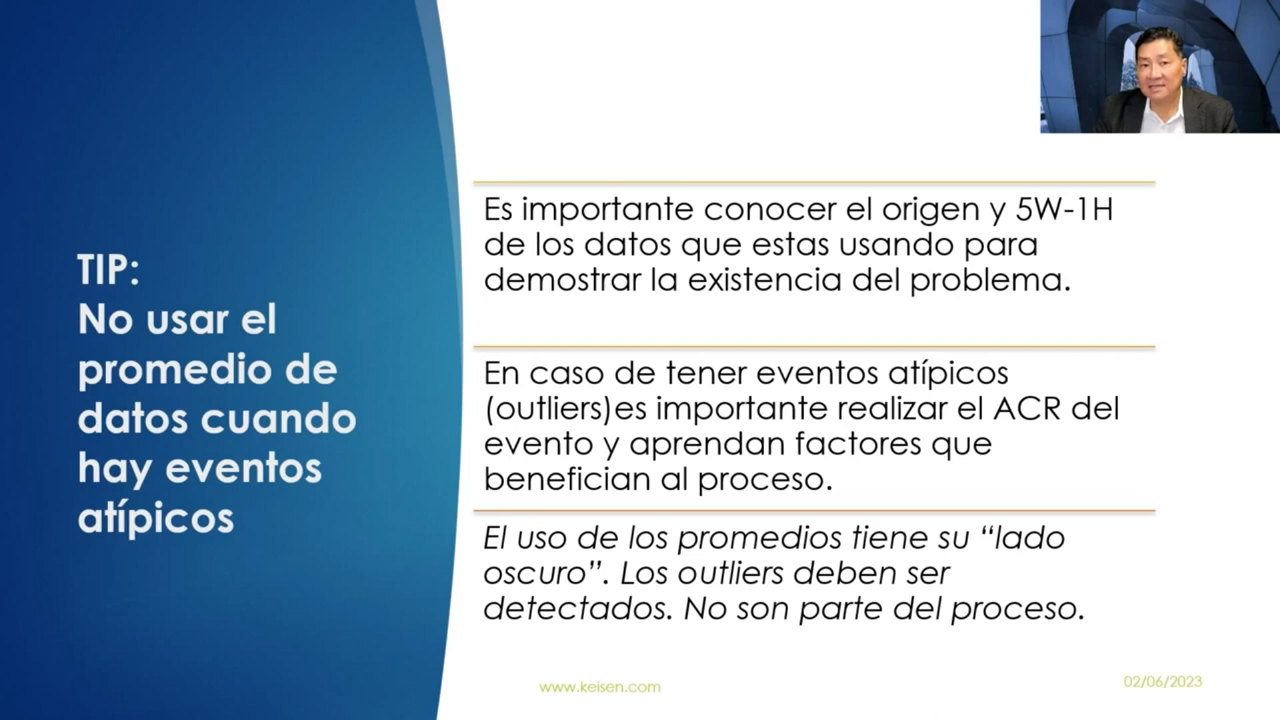 TIP:
No usar el
promedio de
datos cuando
hay eventos
atípicos
Es importante conocer el origen y 5W-1H
de los datos que estas usando para
demostrar la existencia del problema.
En caso de tener eventos atípicos
(outliers)es importante realizar el ACR del
evento y aprendan factores que
benefician al proceso.
El uso de los promedios tiene su “lado
oscuro”. Los outliers deben ser
detectados. No son parte del proceso.
www.keisen.com
02/06/2023